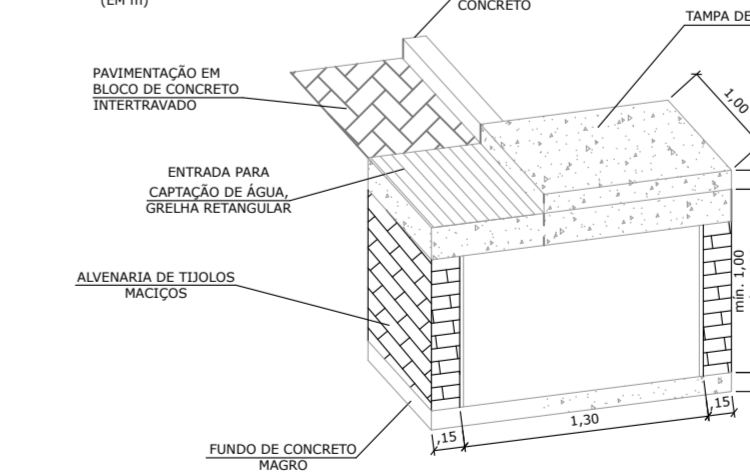 (EM m)
CONCRETO
TAMPA DE
PAVIMENTAÇÃO EM
BLOCO DE CONCRETO
INTERTRAVADO
1,00
ENTRADA PARA
CAPTAÇÃO DE ÁGUA,
GRELHA RETANGULAR
ALVENARIA DE TIJOLOS
MACIÇOS
min. 1,00
,15
1,30
,15
FUNDO DE CONCRETO
MAGRO